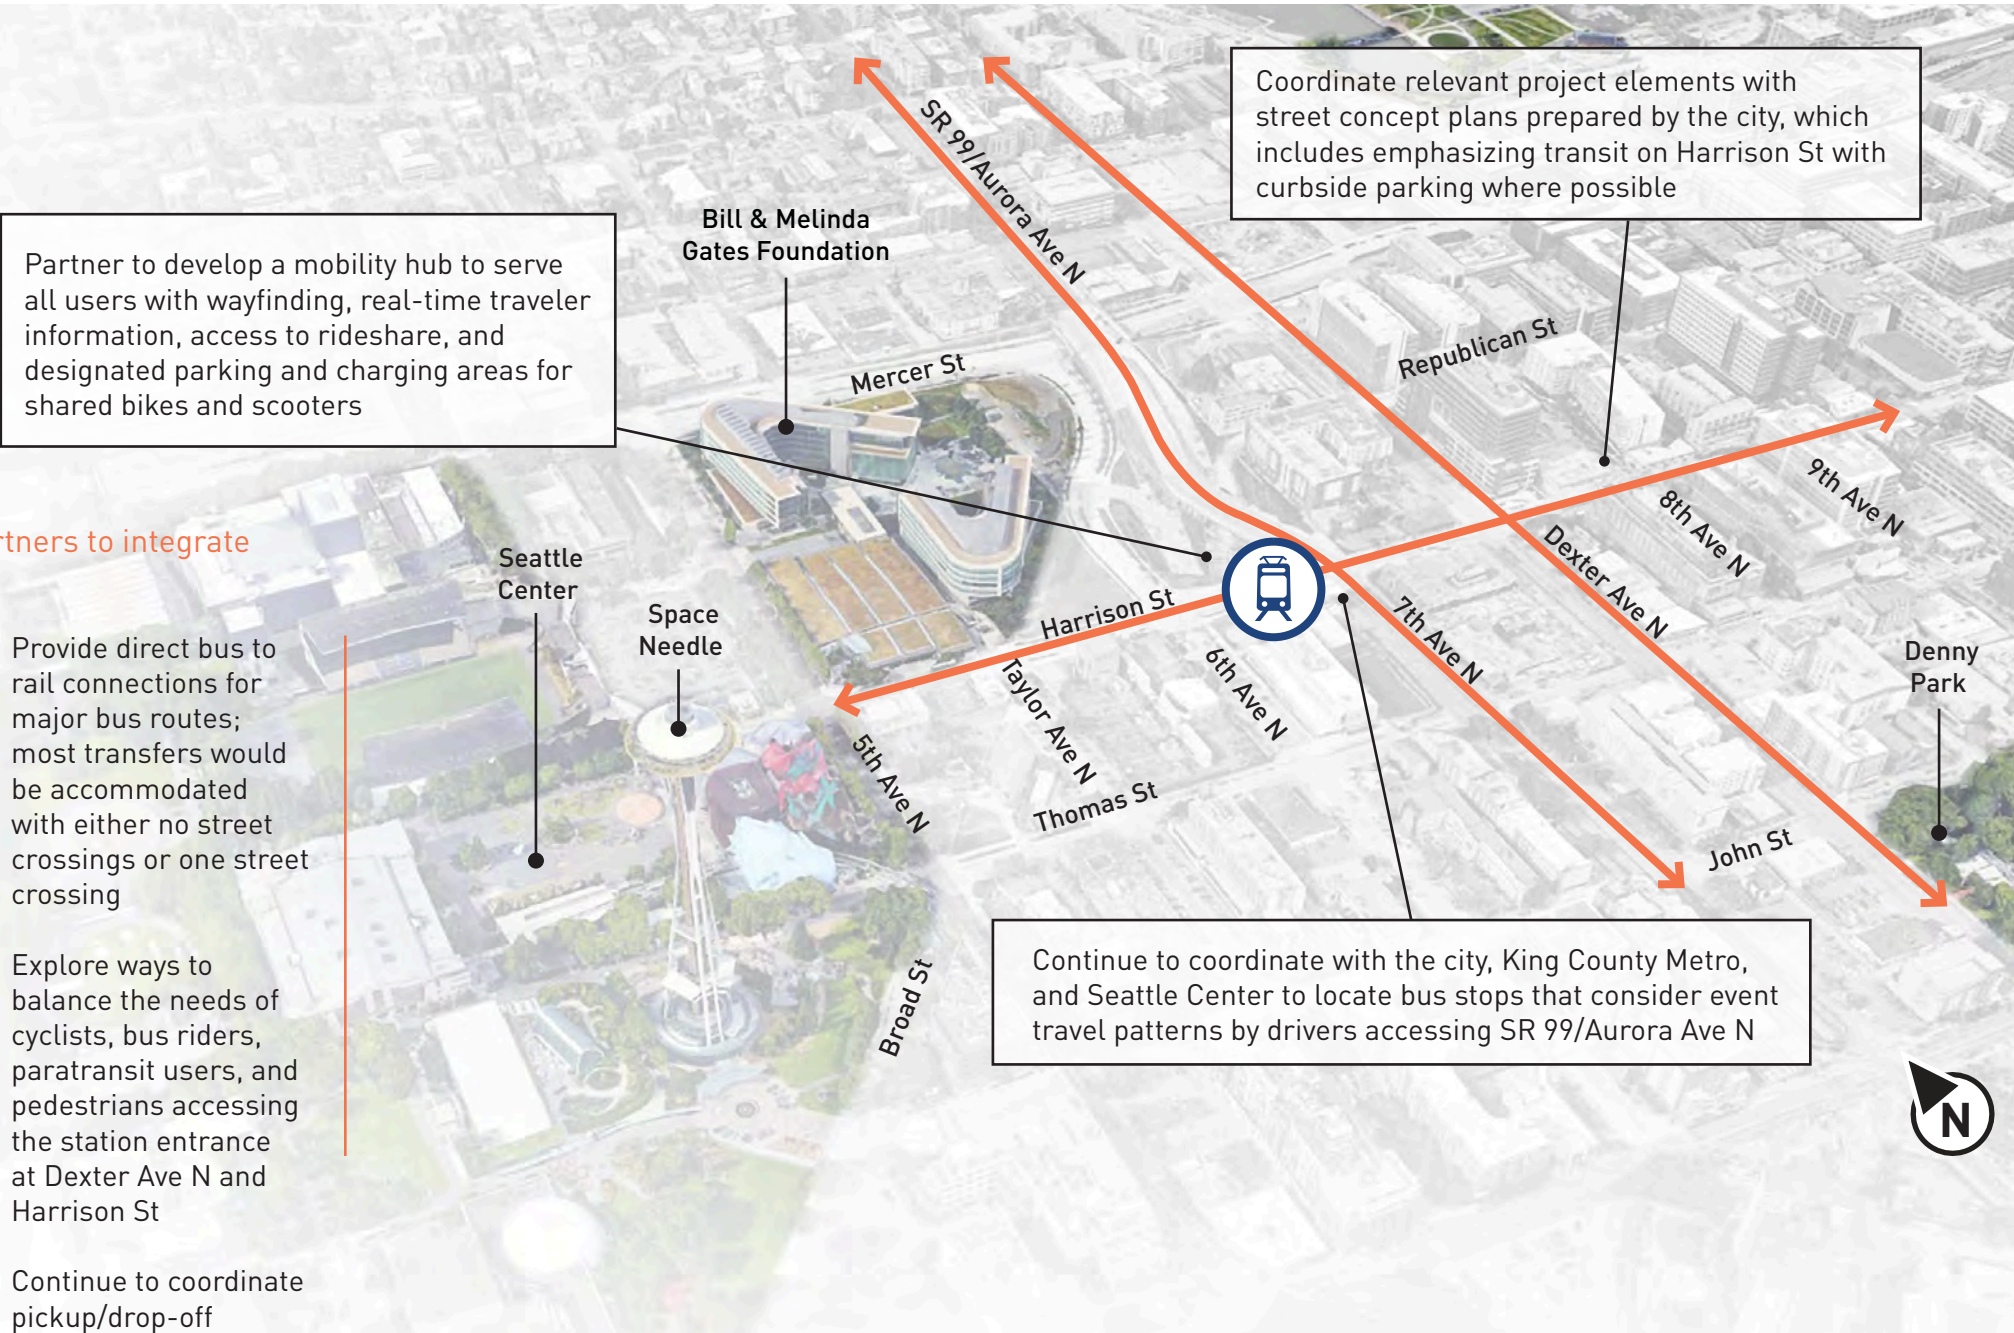 Coordinate relevant project elements with
street concept plans prepared by the city, which
includes emphasizing transit on Harrison St with
curbside parking where possible
SR 99/Aurora Ave N
Bill & Melinda
Gates Foundation
Partner to develop a mobility hub to serve
all users with wayfinding, real-time traveler
information, access to rideshare, and
designated parking and charging areas for
shared bikes and scooters
Mercer St
Republican St
9th Ave N
8th Ave N
Dexter Ave N
7th Ave N
Harrison St
6th Ave N
Taylor Ave N
5th Ave N
Thomas St
John St
Broad St
Denny
Park
Seattle
Center
Space
Needle
rtners to integrate
Provide direct bus to
rail connections for
major bus routes;
most transfers would
be accommodated
with either no street
crossings or one street
crossing
Explore ways to
balance the needs of
cyclists, bus riders,
paratransit users, and
pedestrians accessing
the station entrance
at Dexter Ave N and
Harrison St
Continue to coordinate
pickup/drop-off
Continue to coordinate with the city, King County Metro,
and Seattle Center to locate bus stops that consider event
travel patterns by drivers accessing SR 99/Aurora Ave N
N